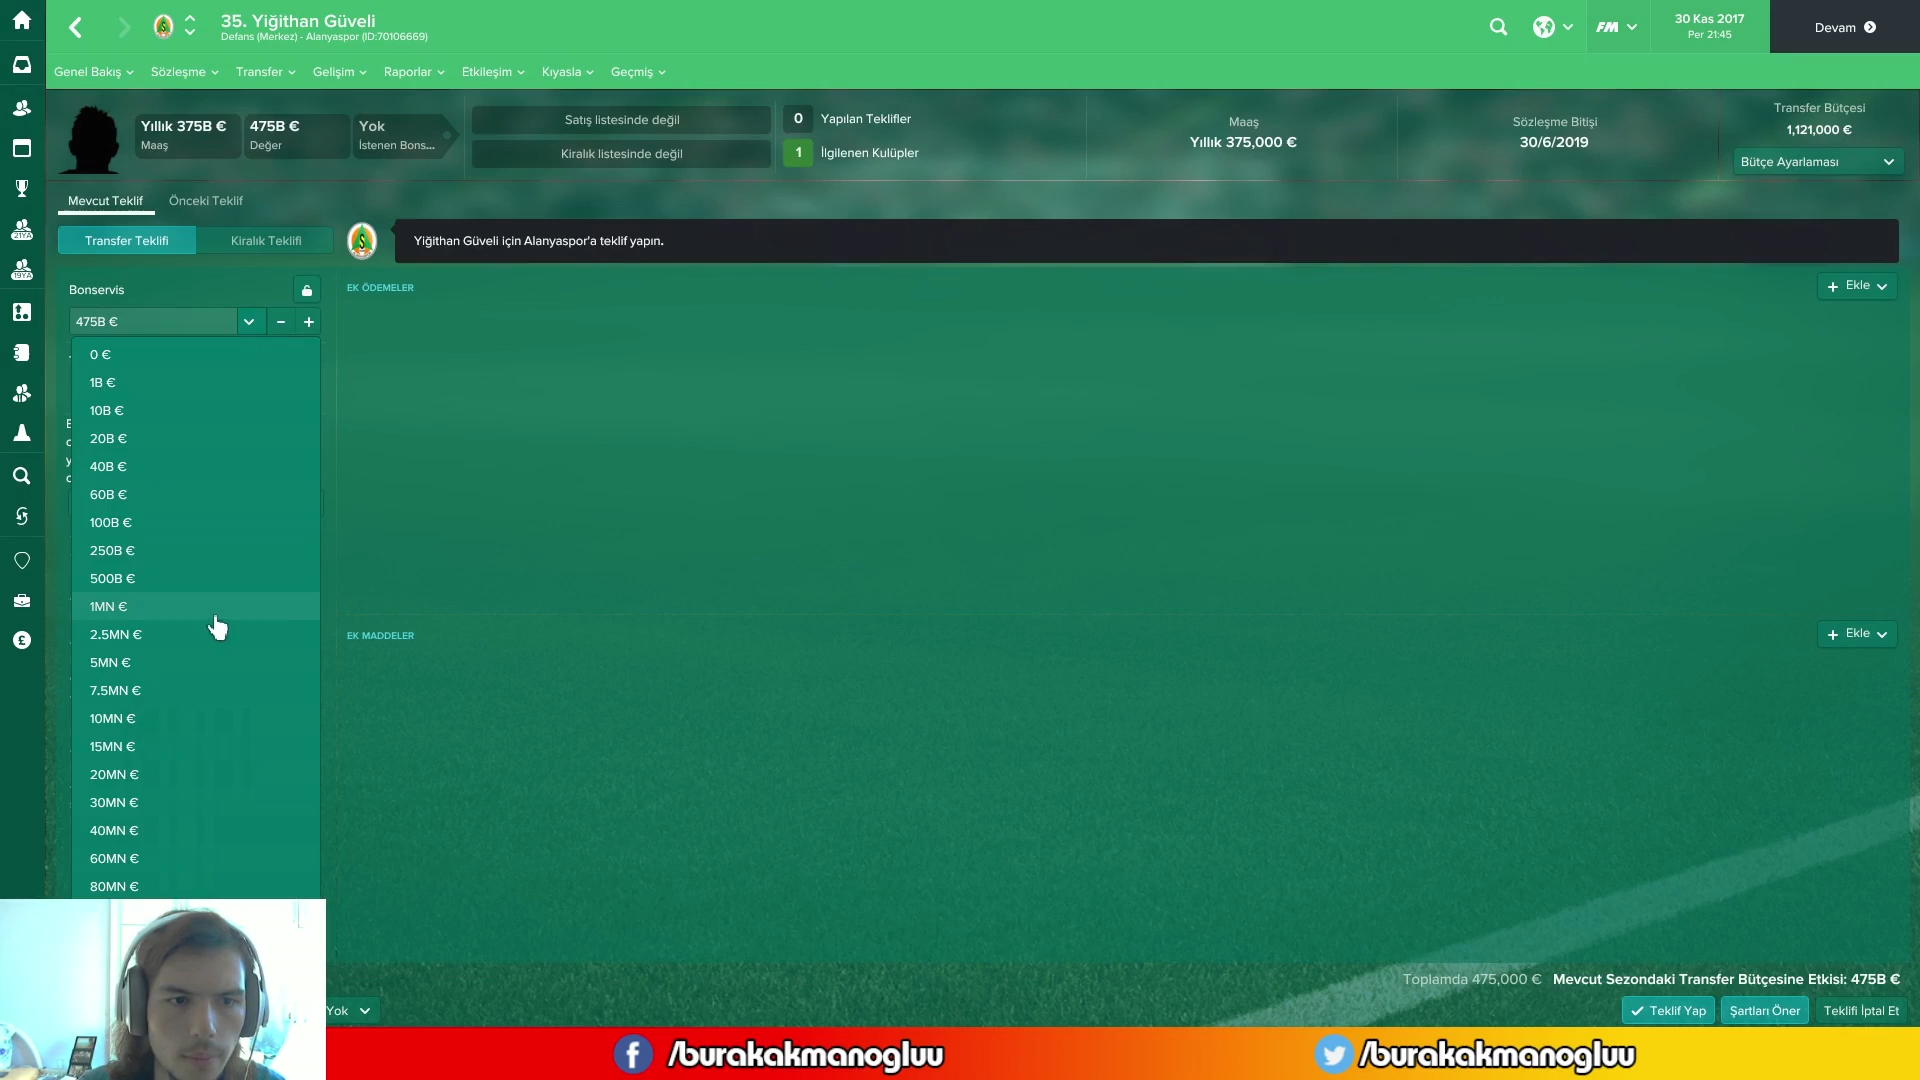 35. Yiğithan Güveli
Defans (Merkez) - Alanyaspor (ID:70106669)
FM
30 Kas 2017
Per 21:45
Devam
Genel Bakış
Sözleşme
Transfer
Gelişim
Raporlar
Etkileşim
Kıyasla
Geçmiş
Yıllık 375B €
Maaş
475B €
Değer
Yok
İstenen Bons...
Satış listesinde değil
Kiralık listesinde değil
0 Yapılan Teklifler
1 İlgilenen Kulüpler
Maaş
Yıllık 375,000 €
Sözleşme Bitişi
30/6/2019
Transfer Bütçesi
1,121,000 €
Bütçe Ayarlaması
Mevcut Teklif
Önceki Teklif
Transfer Teklifi
Kiralık Teklifi
Yiğithan Güveli için Alanyaspor'a teklif yapın.
Bonservis
475B €
0 €
1B €
10B €
20B €
40B €
60B €
100B €
250B €
500B €
1MN €
2.5MN €
5MN €
7.5MN €
10MN €
15MN €
20MN €
30MN €
40MN €
60MN €
80MN €
EK ÖDEMELER
+ Ekle
EK MADDELER
+ Ekle
Toplamda 475,000 €
Mevcut Sezondaki Transfer Bütçesine Etkisi: 475B €
Yok
Teklif Yap
Şartları Öner
Teklifi İptal Et
/burakakmanogluu
/burakakmanogluu
21YA
19YA